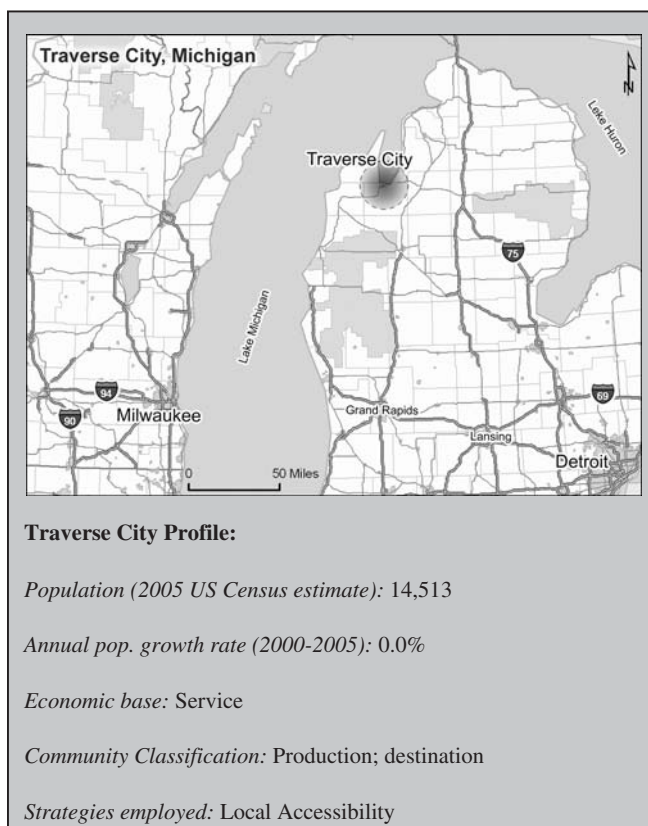 Traverse City, Michigan
N
Lake Huron
Traverse City
75
Lake Michigan
94
90
Milwaukee
Grand Rapids
69
Lansing
Detroit
0 50 Miles
Traverse City Profile:
Population (2005 US Census estimate): 14,513
Annual pop. growth rate (2000-2005): 0.0%
Economic base: Service
Community Classification: Production; destination
Strategies employed: Local Accessibility